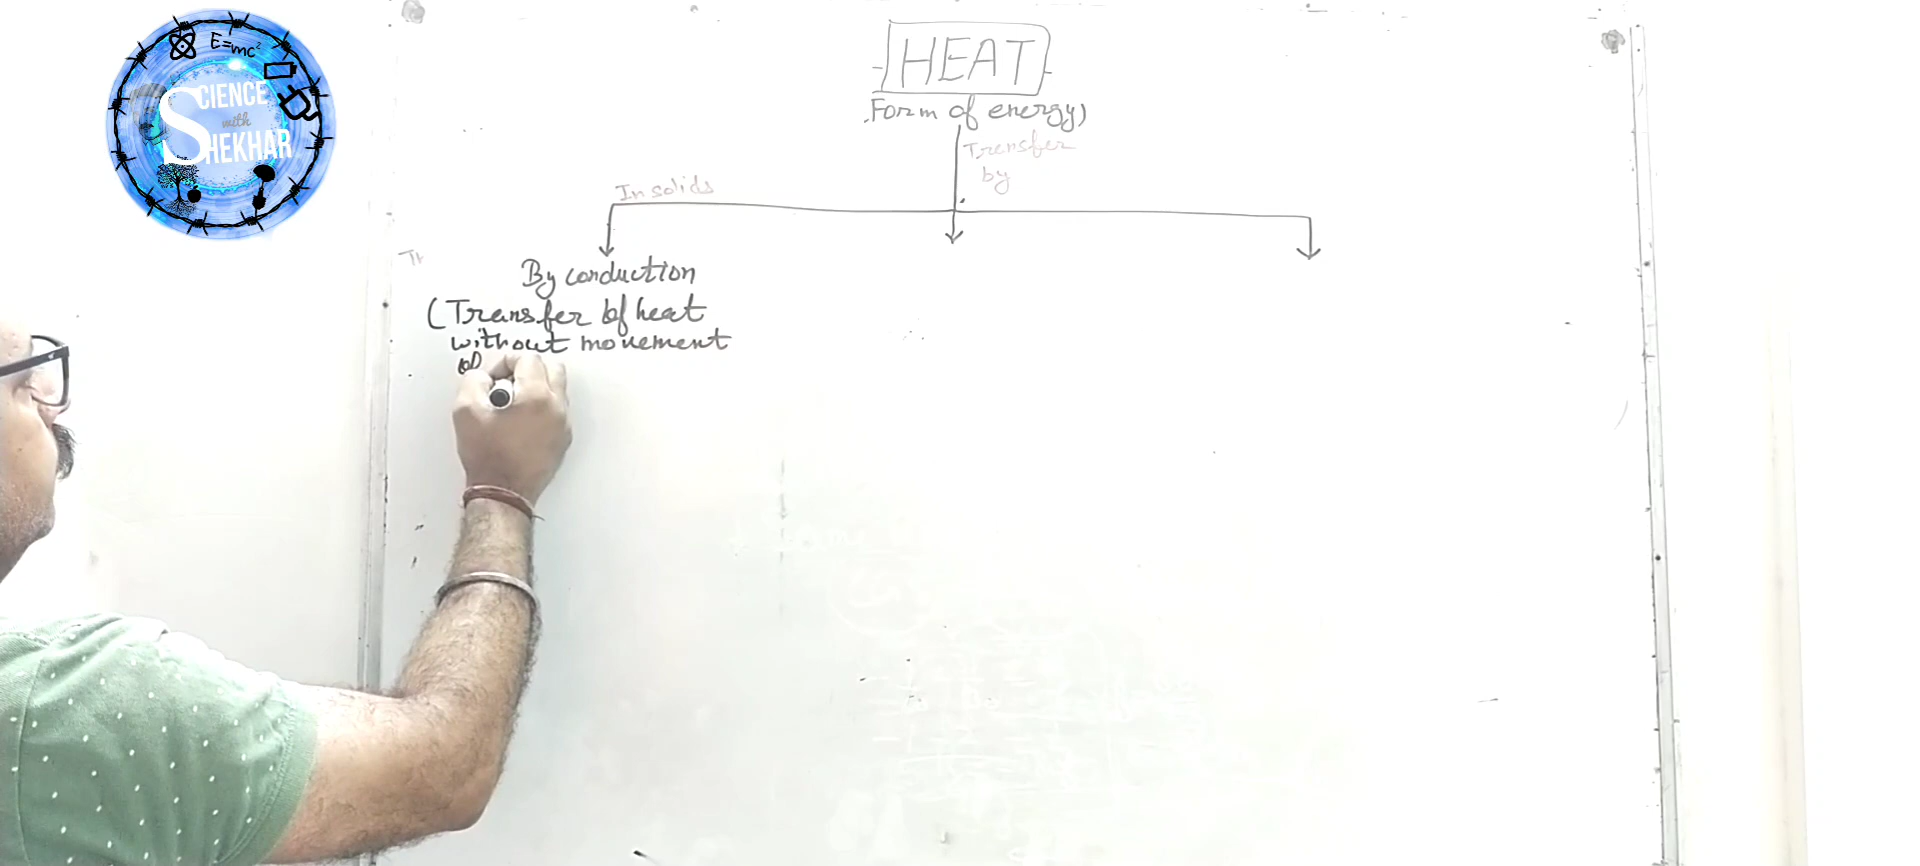 E=mc²
SCIENCE
with
SHEKHAR
HEAT
Form of energy)
Transfer
by
In solids
By conduction
(Transfer of heat
without movement
of